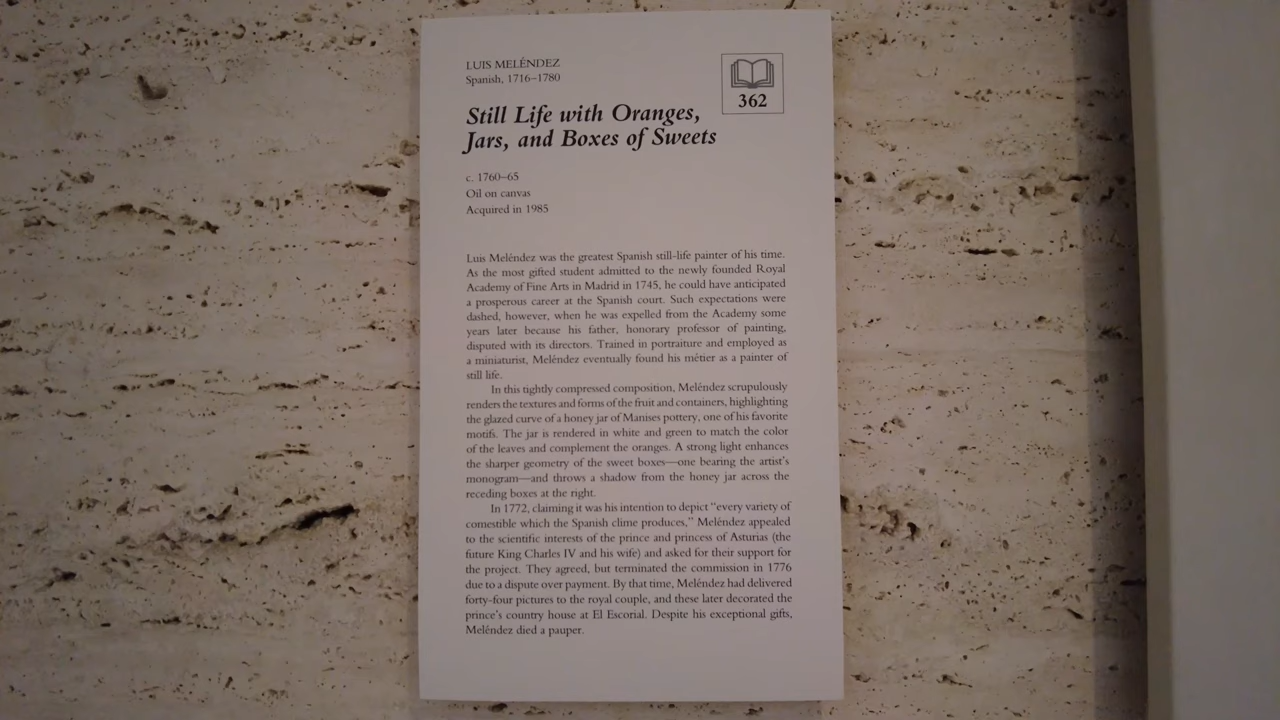 LUIS MELÉNDEZ
Spanish, 1716–1780
362
Still Life with Oranges,
Jars, and Boxes of Sweets
c. 1760–65
Oil on canvas
Acquired in 1985
Luis Meléndez was the greatest Spanish still-life painter of his time.
As the most gifted student admitted to the newly founded Royal
Academy of Fine Arts in Madrid in 1745, he could have anticipated
a prosperous career at the Spanish court. Such expectations were
dashed, however, when he was expelled from the Academy some
years later because his father, honorary professor of painting,
disputed with its directors. Trained in portraiture and employed as
a miniaturist, Meléndez eventually found his métier as a painter of
still life.
In this tightly compressed composition, Meléndez scrupulously
renders the textures and forms of the fruit and containers, highlighting
the glazed curve of a honey jar of Manises pottery, one of his favorite
motifs. The jar is rendered in white and green to match the color
of the leaves and complement the oranges. A strong light enhances
the sharper geometry of the sweet boxes—one bearing the artist's
monogram—and throws a shadow from the honey jar across the
receding boxes at the right.
In 1772, claiming it was his intention to depict "every variety of
comestible which the Spanish clime produces," Meléndez appealed
to the scientific interests of the prince and princess of Asturias (the
future King Charles IV and his wife) and asked for their support for
the project. They agreed, but terminated the commission in 1776
due to a dispute over payment. By that time, Meléndez had delivered
forty-four pictures to the royal couple, and these later decorated the
prince's country house at El Escorial. Despite his exceptional gifts,
Meléndez died a pauper.